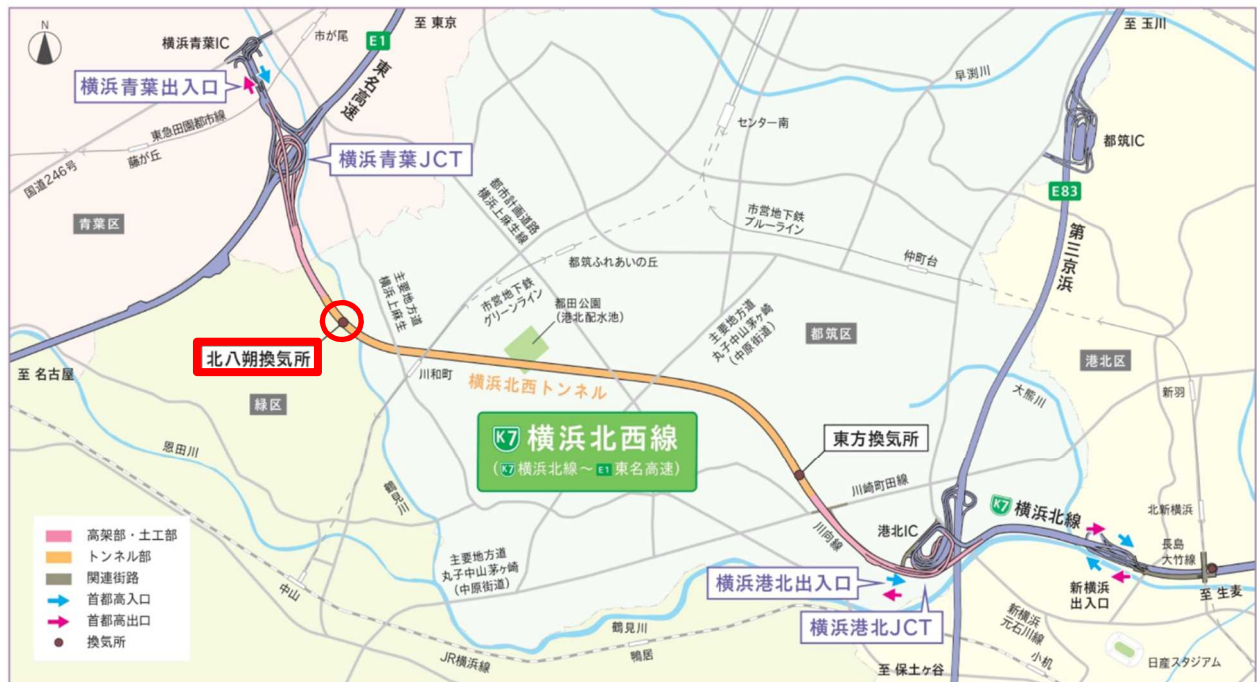 N
横浜青葉IC
市が尾
至 東京
E1
東名高速
横浜青葉出入口
東急田園都市線
藤が丘
国道246号
横浜青葉JCT
青葉区
至 玉川
早渕川
センター南
都筑IC
E83
第三京浜
都市計画道路
横浜上麻生線
市営地下鉄
ブルーライン
仲町台
都筑ふれあいの丘
主要地方道
横浜上麻生
市営地下鉄
グリーンライン
都田公園
(港北配水池)
主要地方道
丸子中山茅ヶ崎
(中原街道)
都筑区
港北区
北八朔換気所
至 名古屋
緑区
川和町
横浜北西トンネル
大熊川
新羽
K7 横浜北西線
(K7 横浜北線～E1 東名高速)
東方換気所
恩田川
鶴見川
川崎町田線
川向線
港北IC
K7 横浜北線
北新横浜
長島
大竹線
高架部・土工部
トンネル部
関連街路
首都高入口
首都高出口
換気所
主要地方道
丸子中山茅ヶ崎
(中原街道)
中山
横浜港北出入口
新横浜
出入口
至 生麦
横浜港北JCT
鶴見川
鴨居
JR横浜線
新横浜
元石川線
小机
日産スタジアム
至 保土ヶ谷